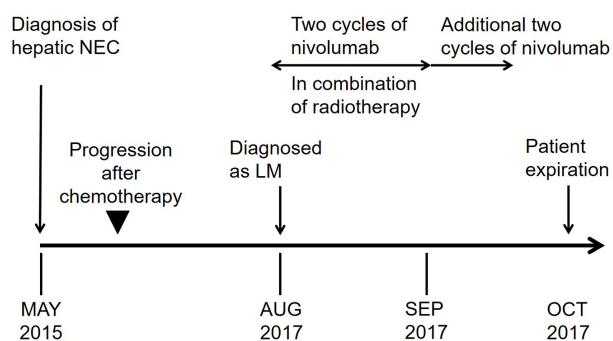 Diagnosis of
hepatic NEC
Two cycles of
nivolumab
Additional two
cycles of nivolumab
In combination
of radiotherapy
Progression
after
chemotherapy
Diagnosed
as LM
Patient
expiration
MAY
2015
AUG
2017
SEP
2017
OCT
2017